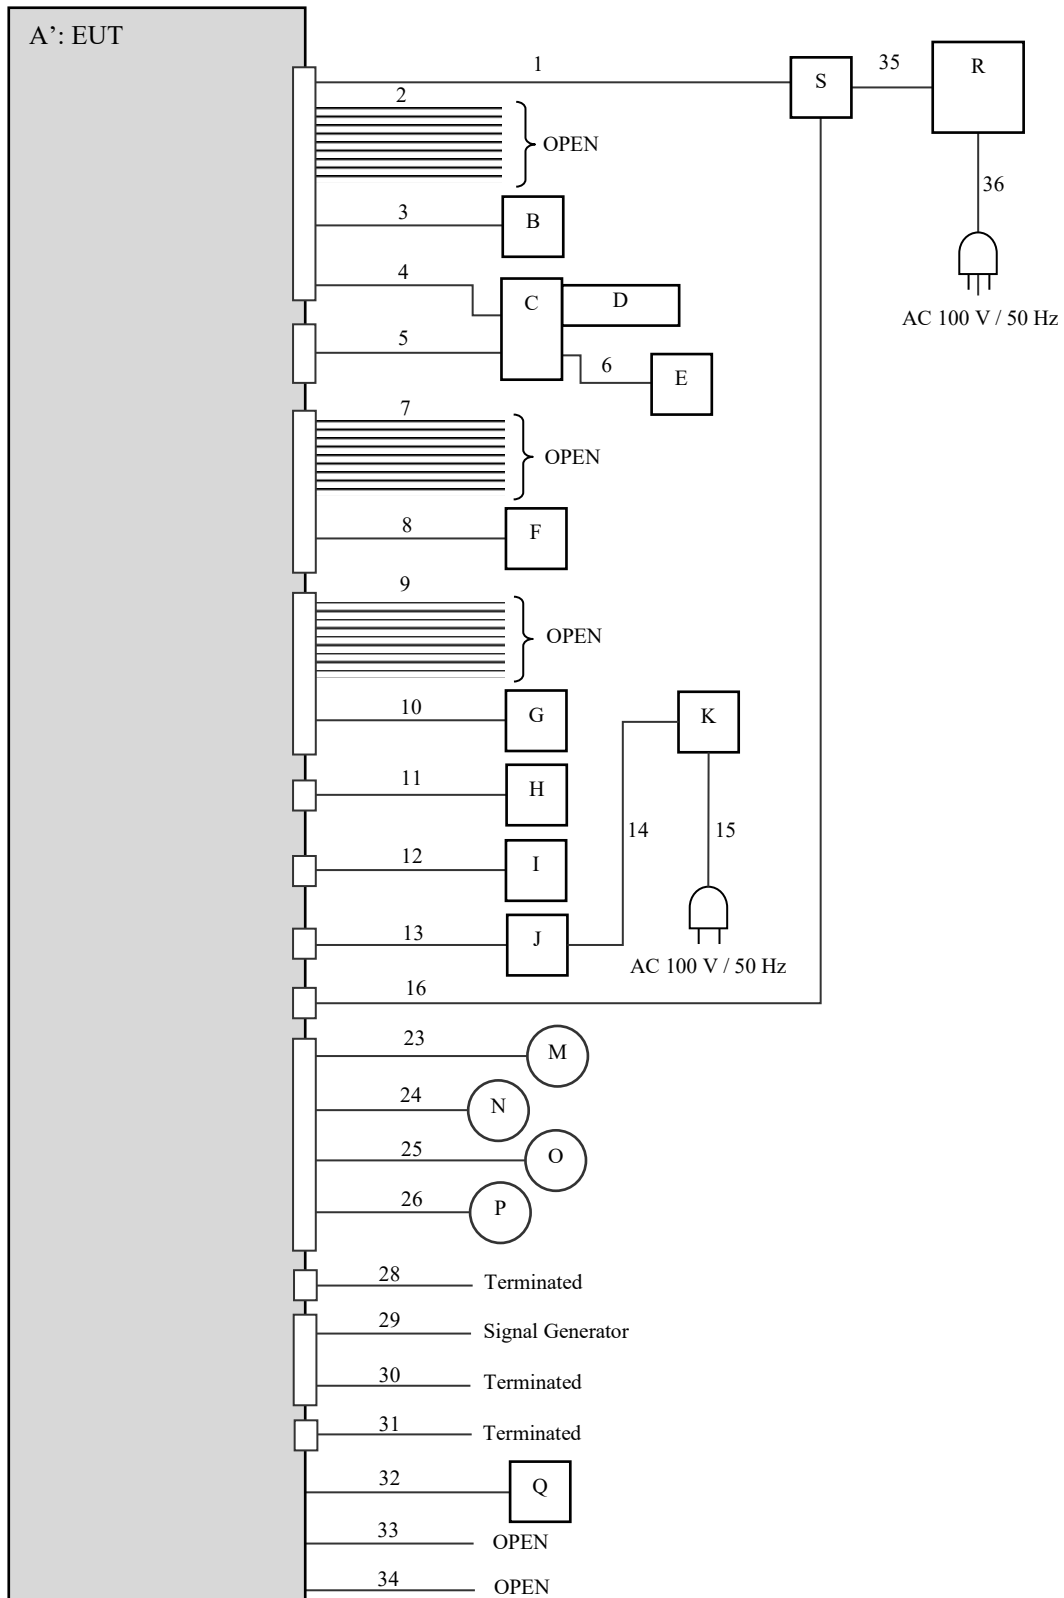 A’: EUT
1
S
35
R
2
OPEN
36
3
B
4
C
D
AC 100 V / 50 Hz
5
6
E
7
OPEN
8
F
9
OPEN
10
G
K
11
H
14
15
12
I
13
J
AC 100 V / 50 Hz
16
23
M
24
N
25
O
26
P
28
Terminated
29
Signal Generator
30
Terminated
31
Terminated
32
Q
33
OPEN
34
OPEN